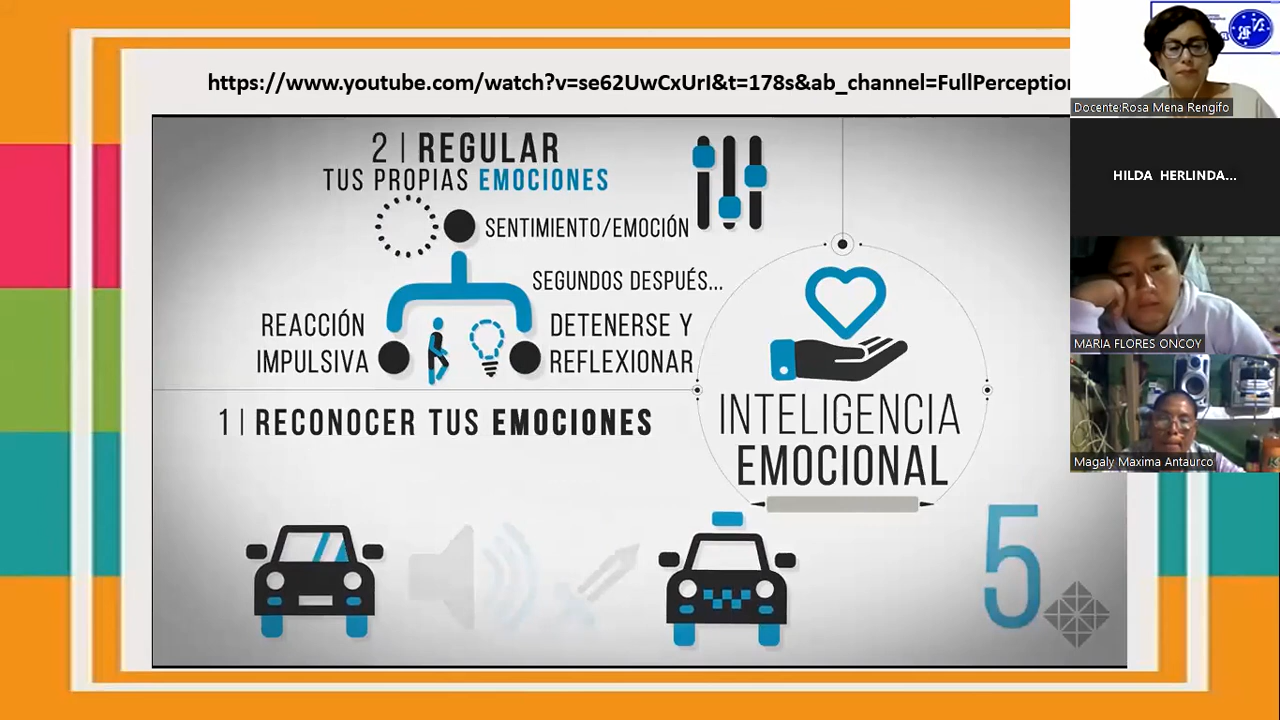 https://www.youtube.com/watch?v=se62UwCxUrI&t=178s&ab_channel=FullPerception
2 | REGULAR
TUS PROPIAS EMOCIONES
SENTIMIENTO/EMOCIÓN
SEGUNDOS DESPUÉS...
REACCIÓN
IMPULSIVA
DETENERSE Y
REFLEXIONAR
1 | RECONOCER TUS EMOCIONES
INTELIGENCIA
EMOCIONAL
5
Docente:Rosa Mena Rengifo
HILDA HERLINDA...
MARIA FLORES ONCOY
Magaly Maxima Antaurco